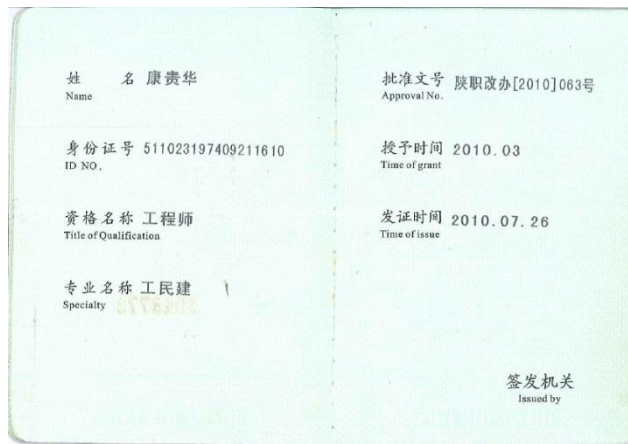 姓 名 康贵华
Name
身份证号 511023197409211610
ID NO.
资格名称 工程师
Title of Qualification
专业名称 工民建
Specialty
批准文号 陕职改办[2010]063号
Approval No.
授予时间 2010.03
Time of grant
发证时间 2010.07.26
Time of issue
签发机关
Issued by